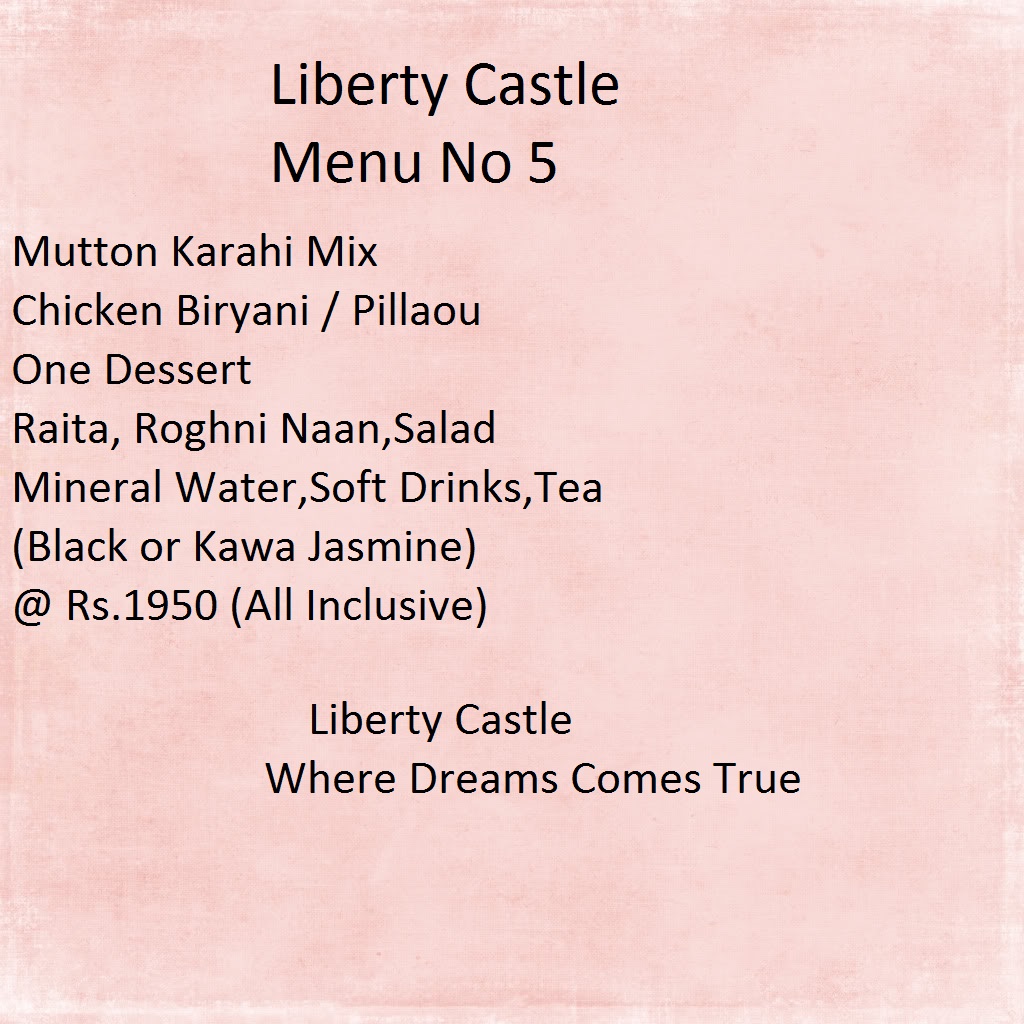 Liberty Castle
Menu No 5
Mutton Karahi Mix
Chicken Biryani / Pillaou
One Dessert
Raita, Roghni Naan,Salad
Mineral Water,Soft Drinks,Tea
(Black or Kawa Jasmine)
@ Rs.1950 (All Inclusive)
Liberty Castle
Where Dreams Comes True